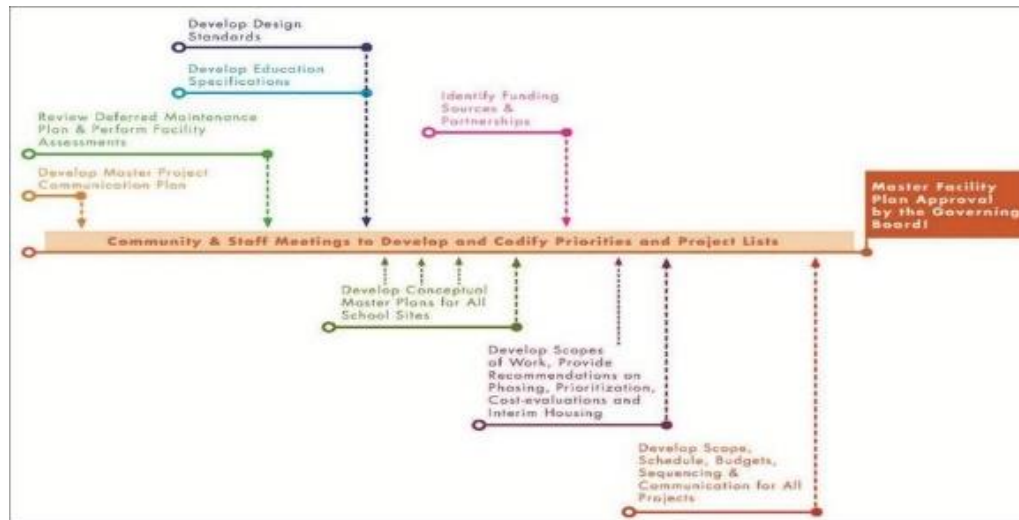 Develop Design
Standards
Develop Education
Specifications
Identify Funding
Sources &
Partnerships
Review Deferred Maintenance
Plan & Perform Facility
Assessments
Develop Master Project
Communication Plan
Master Facility
Plan Approval
by the Governing
Board!
Community & Staff Meetings to Develop and Codify Priorities and Project Lists
Develop Conceptual
Master Plans for All
School Sites
Develop Scopes
of Work, Provide
Recommendations on
Phasing, Prioritization,
Cost-evaluations and
Interim Housing
Develop Scope,
Schedule, Budgets,
Sequencing &
Communication for All
Projects